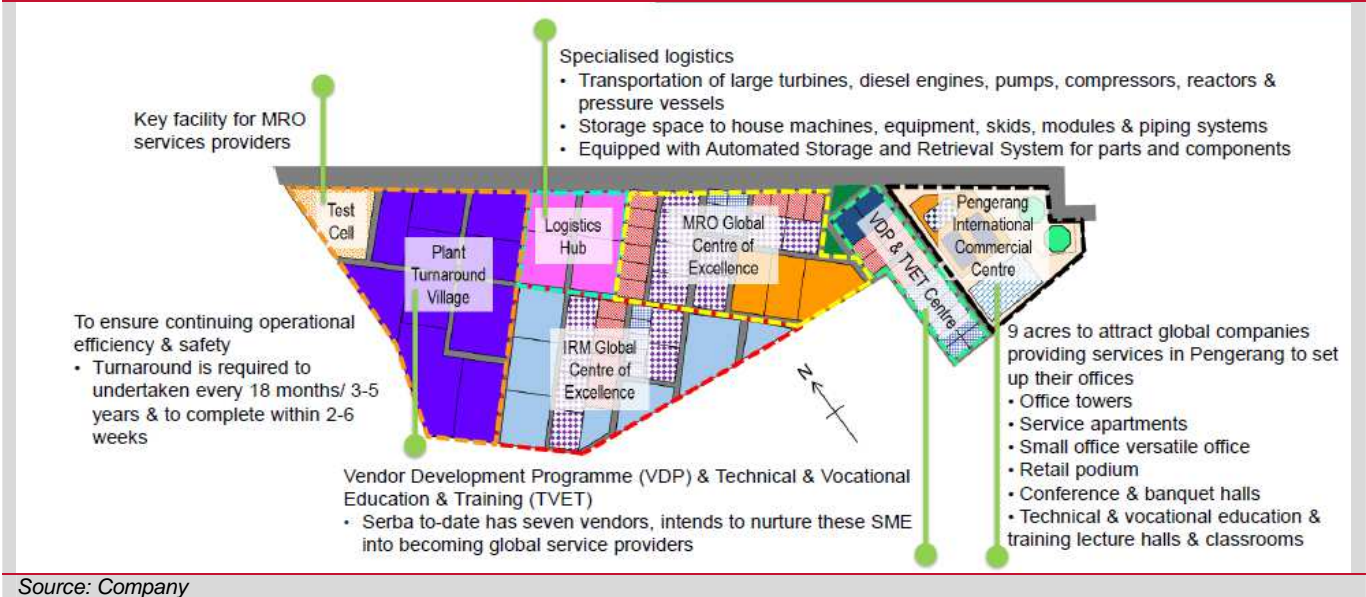 Specialised logistics
• Transportation of large turbines, diesel engines, pumps, compressors, reactors &
pressure vessels
• Storage space to house machines, equipment, skids, modules & piping systems
• Equipped with Automated Storage and Retrieval System for parts and components
Key facility for MRO
services providers
Test
Cell
Plant
Turnaround
Village
Logistics
Hub
MRO Global
Centre of
Excellence
VDP & TVET Centre
Pengerang
International
Commercial
Centre
IRM Global
Centre of
Excellence
N
To ensure continuing operational
efficiency & safety
• Turnaround is required to
undertaken every 18 months/ 3-5
years & to complete within 2-6
weeks
Vendor Development Programme (VDP) & Technical & Vocational
Education & Training (TVET)
• Serba to-date has seven vendors, intends to nurture these SME
into becoming global service providers
9 acres to attract global companies
providing services in Pengerang to set
up their offices
• Office towers
• Service apartments
• Small office versatile office
• Retail podium
• Conference & banquet halls
• Technical & vocational education &
training lecture halls & classrooms
Source: Company